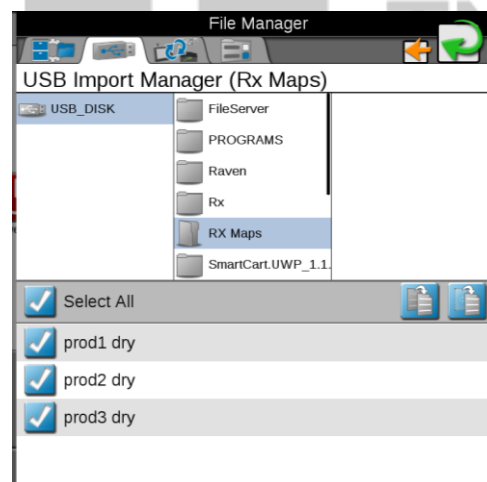 File Manager
USB Import Manager (Rx Maps)
USB_DISK
FileServer
PROGRAMS
Raven
Rx
RX Maps
SmartCart.UWP_1.1.
Select All
prod1 dry
prod2 dry
prod3 dry